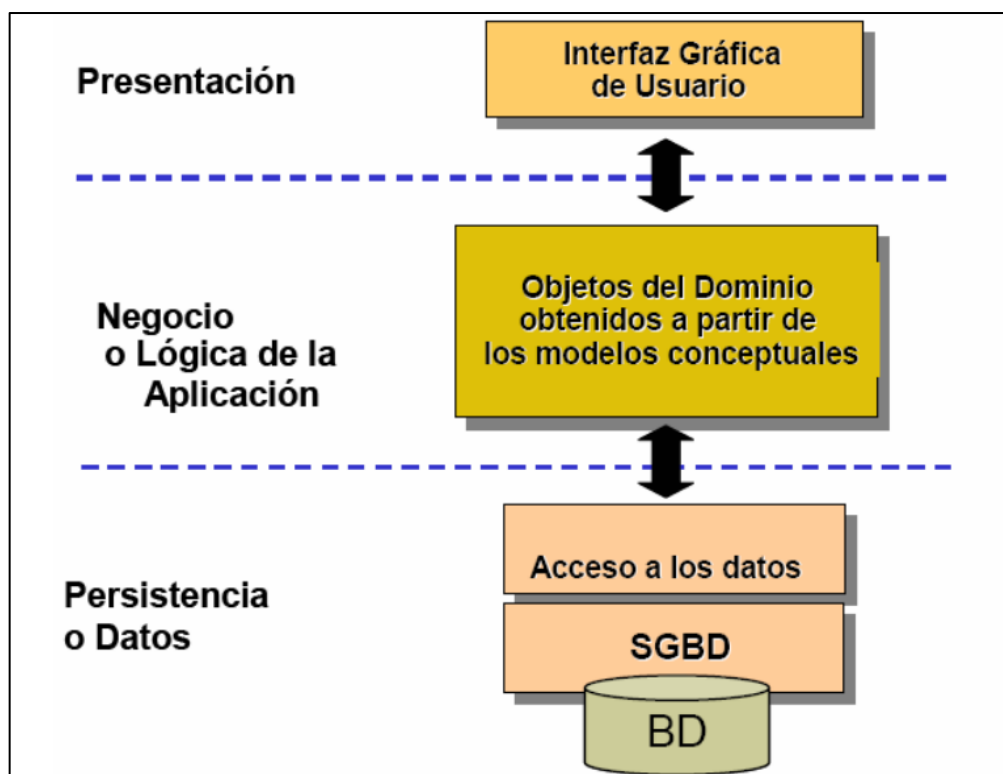 Presentación
Interfaz Gráfica
de Usuario
Negocio
o Lógica de la
Aplicación
Objetos del Dominio
obtenidos a partir de
los modelos conceptuales
Persistencia
o Datos
Acceso a los datos
SGBD
BD